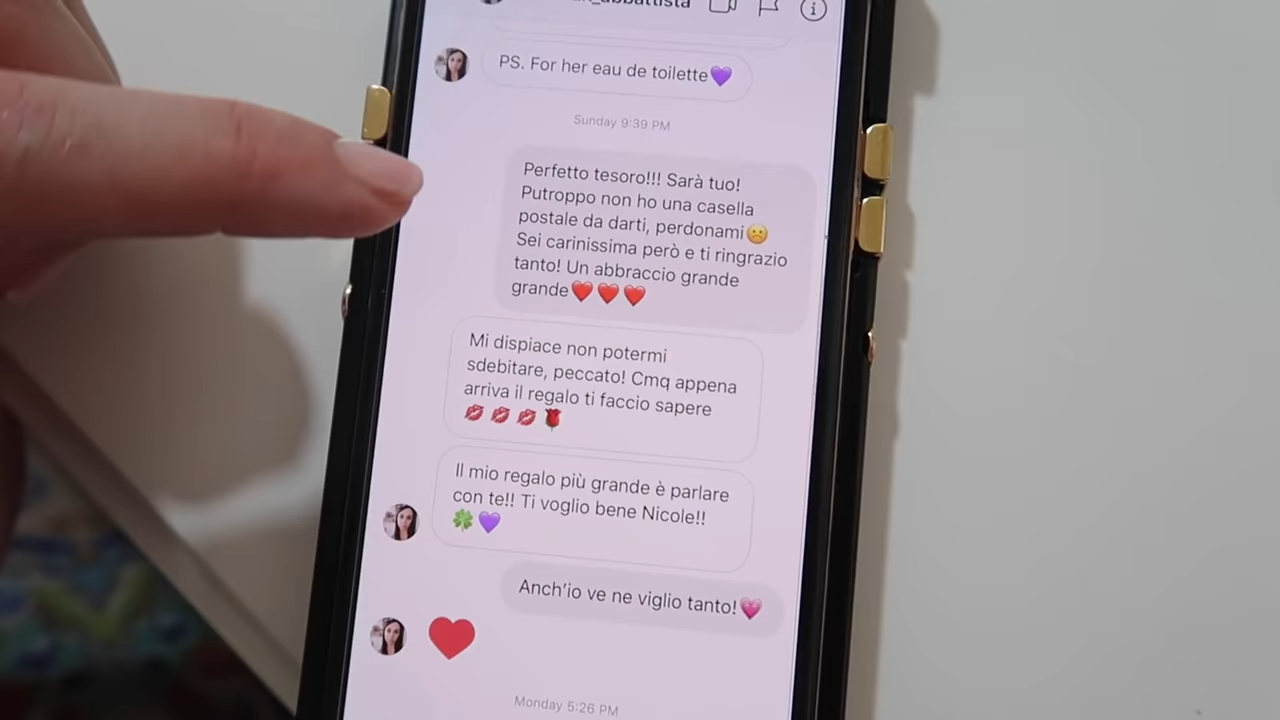 PS. For her eau de toilette💜
Sunday 9:39 PM
Perfetto tesoro!!! Sarà tuo!
Putroppo non ho una casella
postale da darti, perdonami☹️
Sei carinissima però e ti ringrazio
tanto! Un abbraccio grande
grande❤️❤️❤️
Mi dispiace non potermi
sdebitare, peccato! Cmq appena
arriva il regalo ti faccio sapere
💋💋💋🌹
Il mio regalo più grande è parlare
con te!! Ti voglio bene Nicole!!
🍀💜
Anch'io ve ne viglio tanto!💗
❤️
Monday 5:26 PM